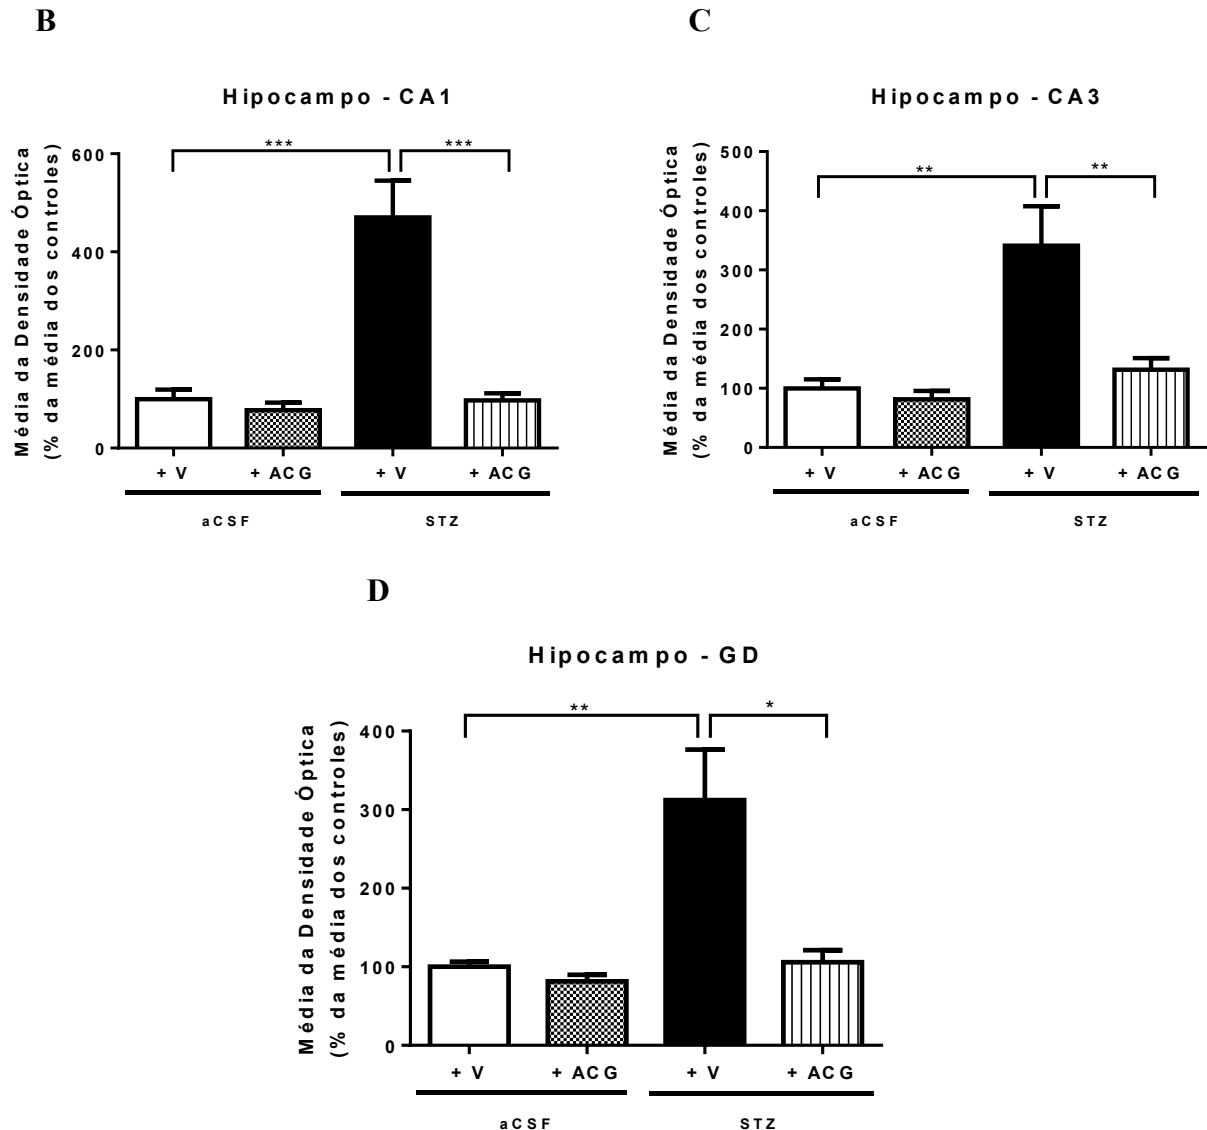 B
Hipocampo - CA1
Média da Densidade Óptica
(% da média dos controles)
600
400
200
0
***
***
+ V
+ ACG
+ V
+ ACG
aCSF
STZ
C
Hipocampo - CA3
Média da Densidade Óptica
(% da média dos controles)
500
400
300
200
100
0
**
**
+ V
+ ACG
+ V
+ ACG
aCSF
STZ
D
Hipocampo - GD
Média da Densidade Óptica
(% da média dos controles)
400
300
200
100
0
**
*
+ V
+ ACG
+ V
+ ACG
aCSF
STZ